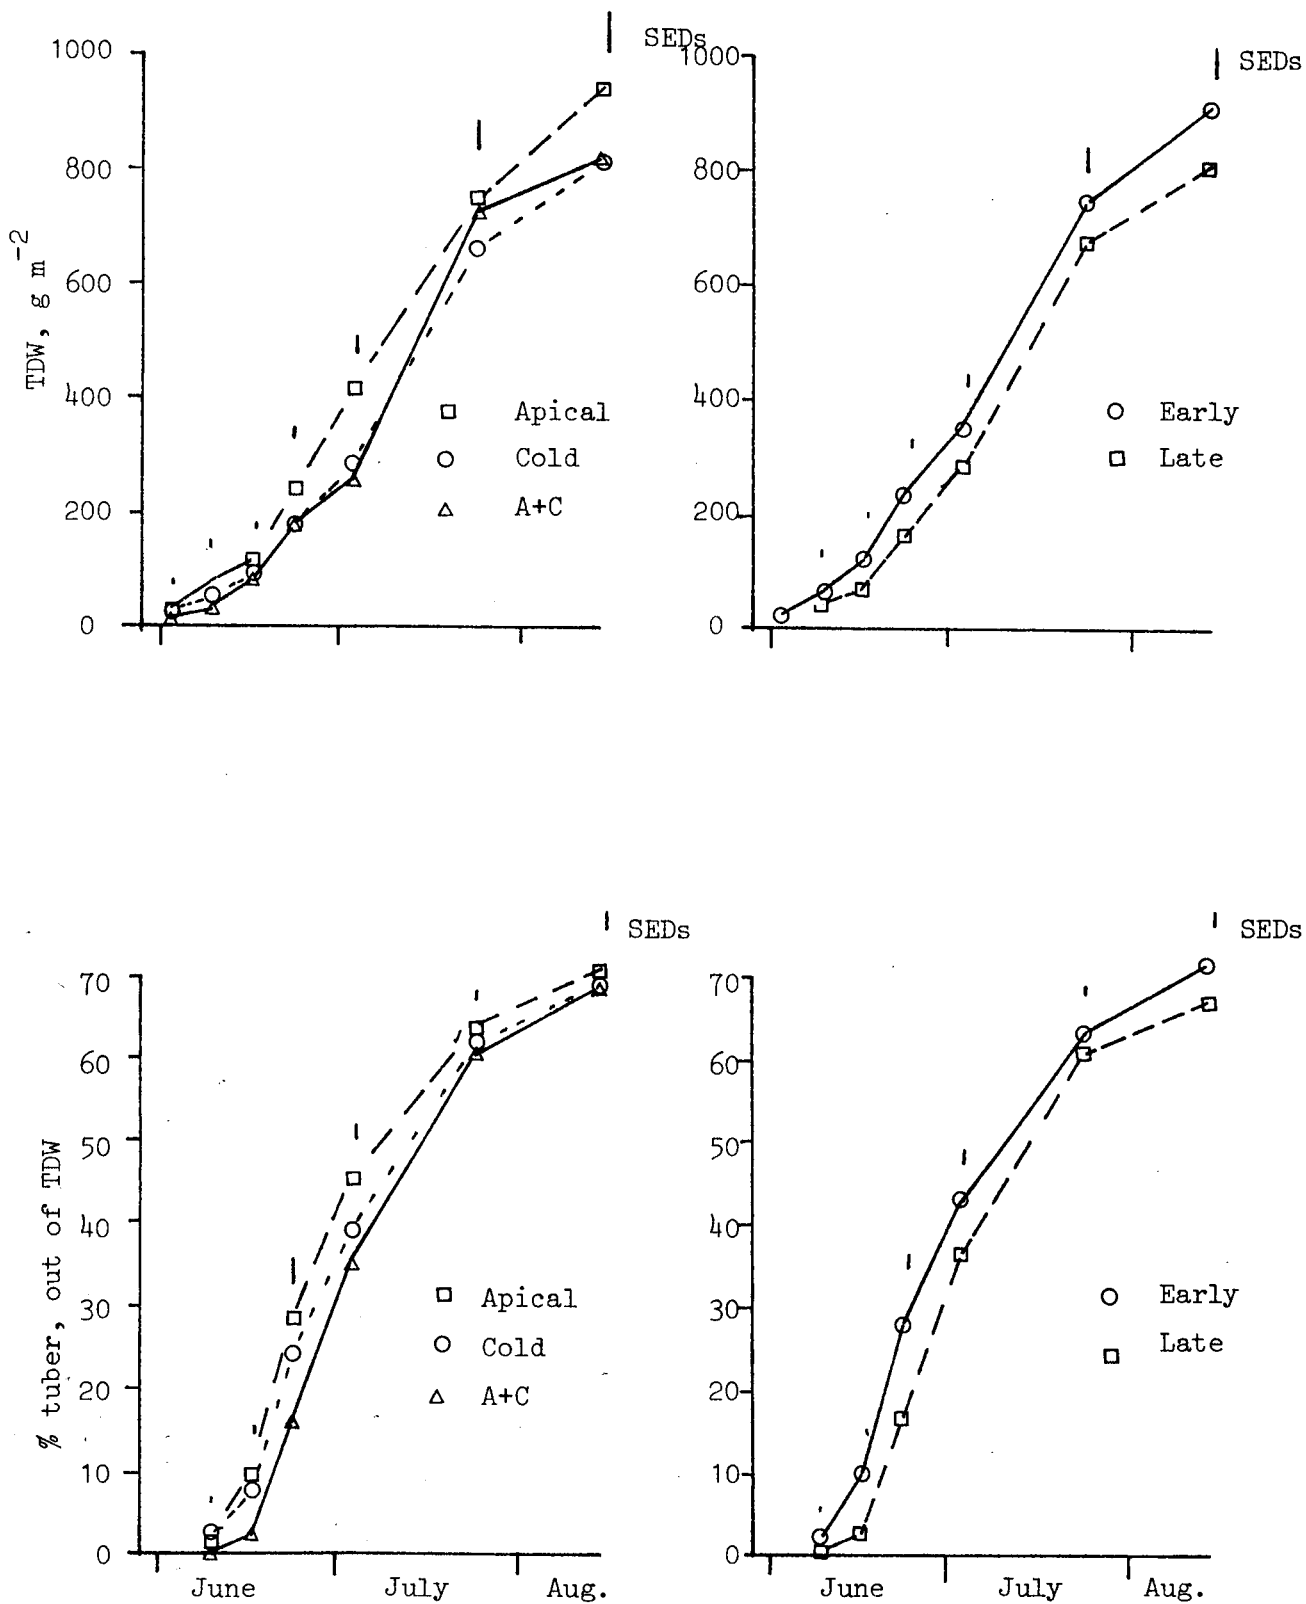 SEDs
1000
800
600
400
200
0
TDW, g m⁻²
Apical
Cold
A+C
SEDs
1000
800
600
400
200
0
Early
Late
SEDs
70
60
50
40
30
20
10
0
% tuber, out of TDW
Apical
Cold
A+C
June July Aug.
SEDs
70
60
50
40
30
20
10
0
Early
Late
June July Aug.